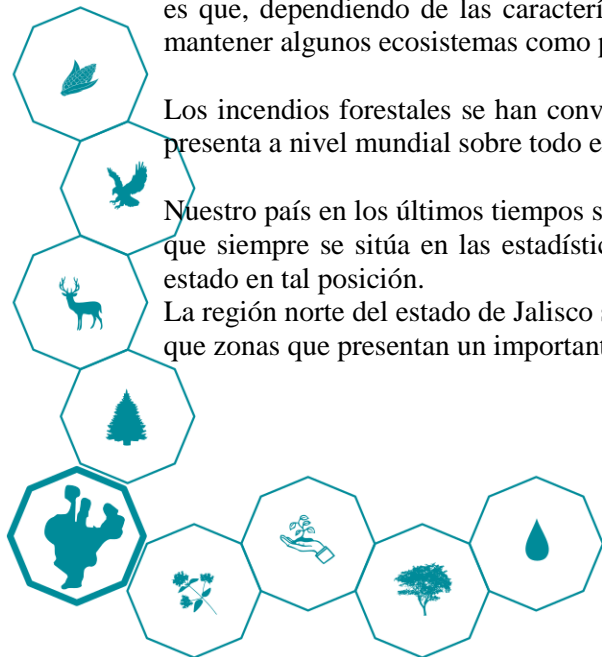 es que, dependiendo de las caracterí
mantener algunos ecosistemas como p
Los incendios forestales se han conv
presenta a nivel mundial sobre todo e
Nuestro país en los últimos tiempos s
que siempre se sitúa en las estadístic
estado en tal posición.
La región norte del estado de Jalisco s
que zonas que presentan un important